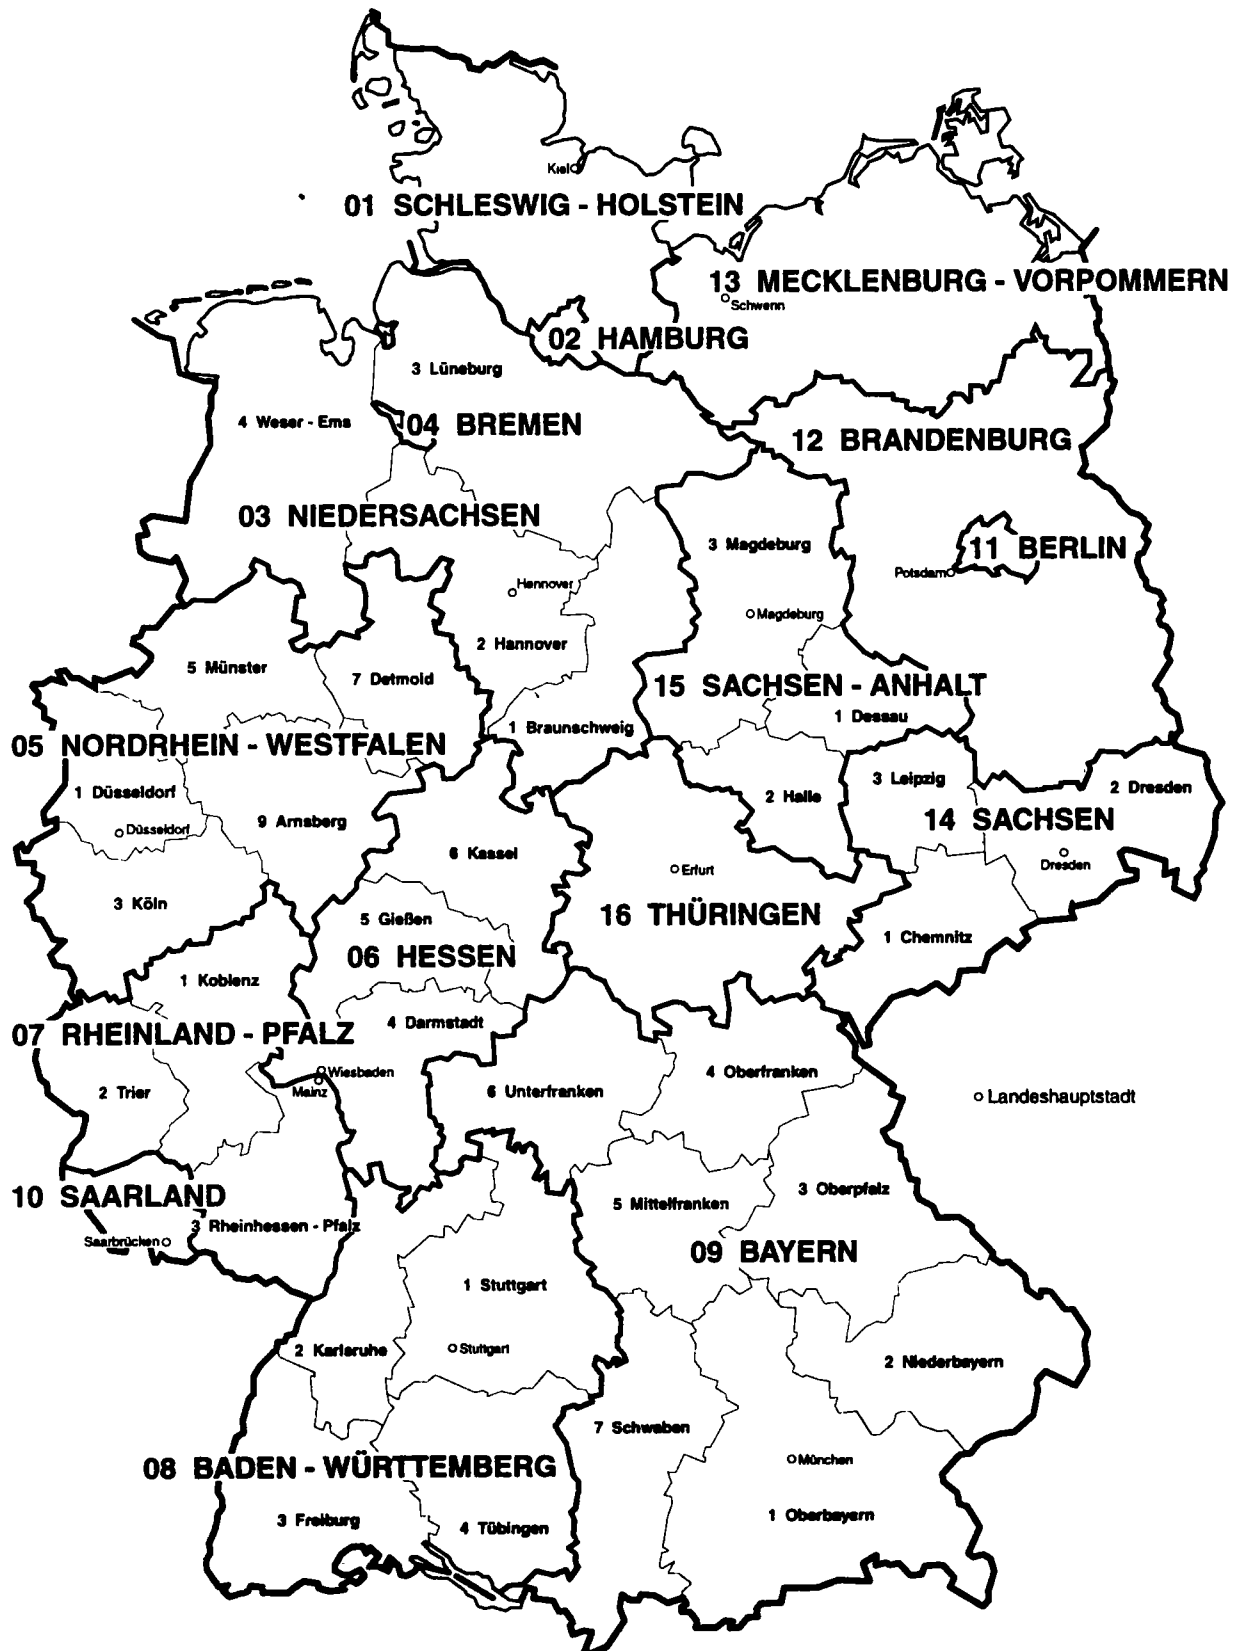 Kiel
01 SCHLESWIG - HOLSTEIN
13 MECKLENBURG - VORPOMMERN
Schwerin
02 HAMBURG
3 Lüneburg
4 Weser - Ems
04 BREMEN
12 BRANDENBURG
03 NIEDERSACHSEN
3 Magdeburg
11 BERLIN
Potsdam
Hannover
Magdeburg
2 Hannover
5 Münster
7 Detmold
15 SACHSEN - ANHALT
1 Dessau
1 Braunschweig
05 NORDRHEIN - WESTFALEN
3 Leipzig
2 Dresden
1 Düsseldorf
2 Halle
9 Arnsberg
14 SACHSEN
Düsseldorf
6 Kassel
Dresden
Erfurt
3 Köln
5 Gießen
16 THÜRINGEN
1 Chemnitz
06 HESSEN
1 Koblenz
4 Darmstadt
07 RHEINLAND - PFALZ
Wiesbaden
4 Oberfranken
2 Trier
Mainz
6 Unterfranken
Landeshauptstadt
10 SAARLAND
3 Oberpfalz
5 Mittelfranken
3 Rheinhessen - Pfalz
Saarbrücken
09 BAYERN
1 Stuttgart
2 Karlsruhe
Stuttgart
2 Niederbayern
7 Schwaben
München
08 BADEN - WÜRTTEMBERG
1 Oberbayern
3 Freiburg
4 Tübingen